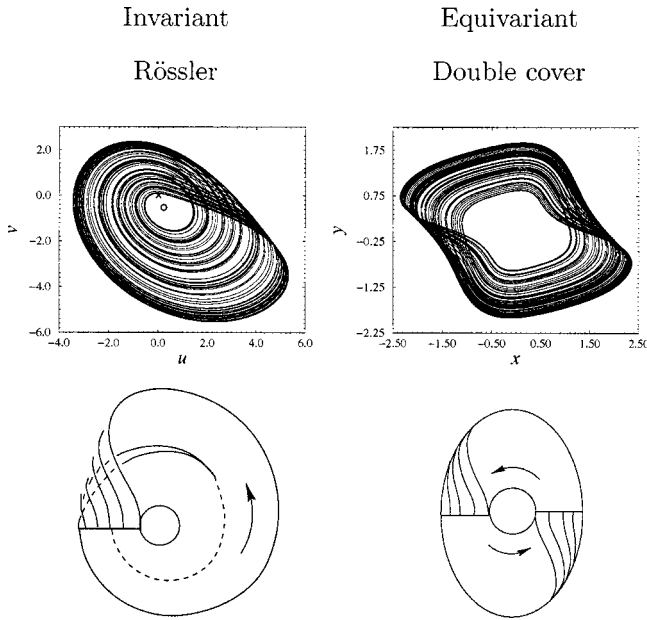 Invariant Equivariant
Rössler Double cover
2.0
0.0
-2.0
-4.0
-6.0
v
-4.0 -2.0 0.0 2.0 4.0 6.0
u
1.75
0.75
-0.25
-1.25
-2.25
y
-2.50 -1.50 -0.50 0.50 1.50 2.50
x